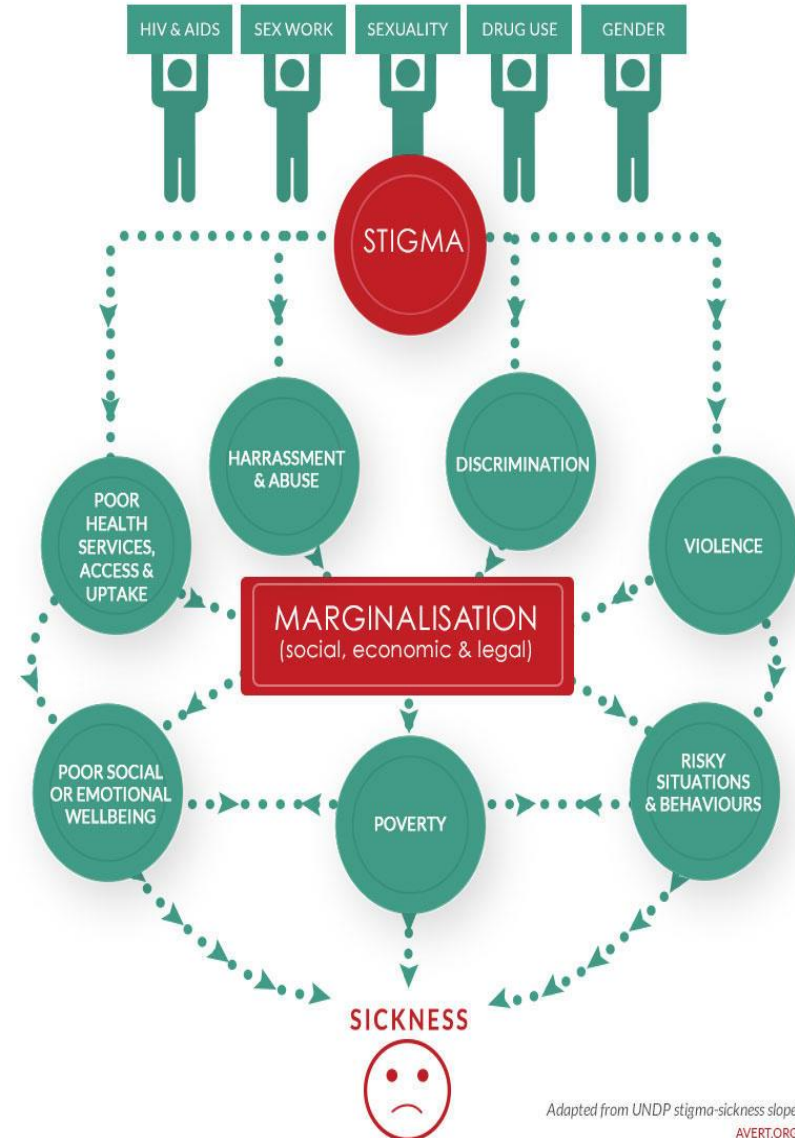 HIV & AIDS
SEX WORK
SEXUALITY
DRUG USE
GENDER
STIGMA
HARRASSMENT
& ABUSE
DISCRIMINATION
POOR
HEALTH
SERVICES,
ACCESS &
UPTAKE
VIOLENCE
MARGINALISATION
(social, economic & legal)
POOR SOCIAL
OR EMOTIONAL
WELLBEING
POVERTY
RISKY
SITUATIONS
& BEHAVIOURS
SICKNESS
Adapted from UNDP stigma-sickness slope
AVERT.ORG